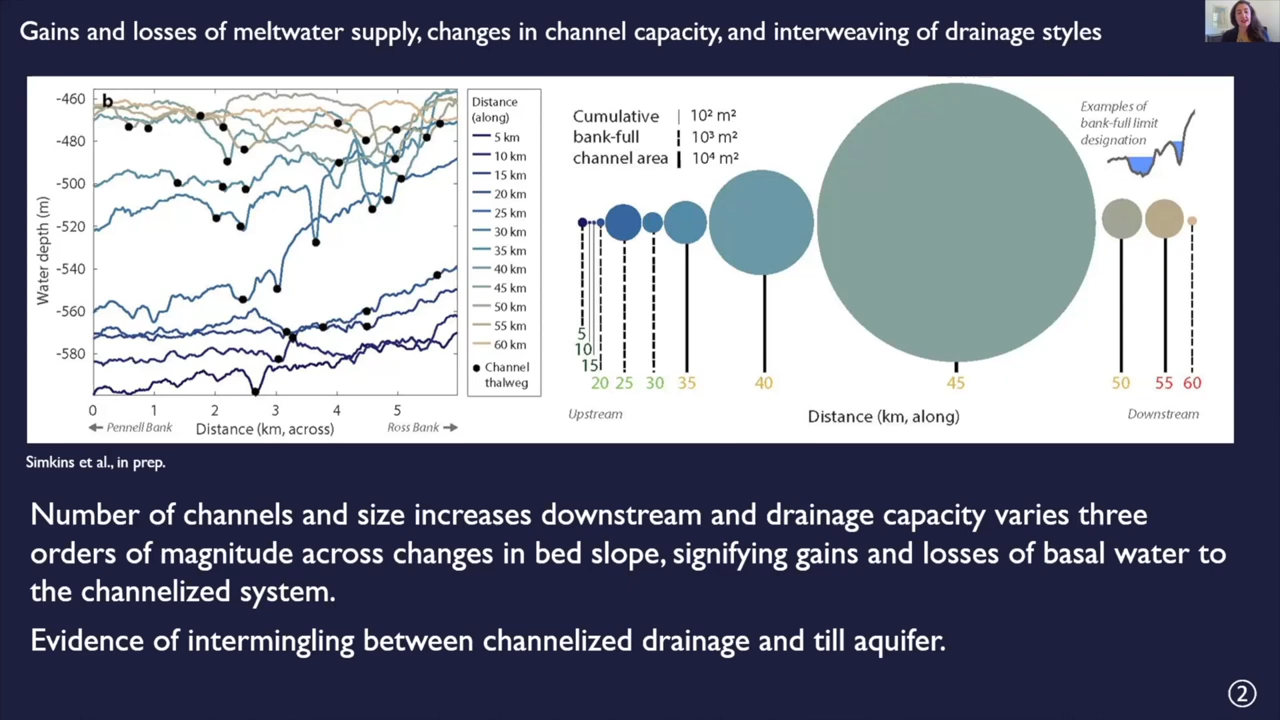 Gains and losses of meltwater supply, changes in channel capacity, and interweaving of drainage styles
b
-460
-480
-500
-520
-540
-560
-580
Water depth (m)
0 1 2 3 4 5
Pennell Bank
Distance (km, across)
Ross Bank
Distance
(along)
5 km
10 km
15 km
20 km
25 km
30 km
35 km
40 km
45 km
50 km
55 km
60 km
Channel
thalweg
Cumulative
bank-full
channel area
10² m²
10³ m²
10⁴ m²
Examples of
bank-full limit
designation
5
10
15
20 25 30 35 40 45 50 55 60
Upstream
Distance (km, along)
Downstream
Simkins et al., in prep.
Number of channels and size increases downstream and drainage capacity varies three
orders of magnitude across changes in bed slope, signifying gains and losses of basal water to
the channelized system.
Evidence of intermingling between channelized drainage and till aquifer.
2